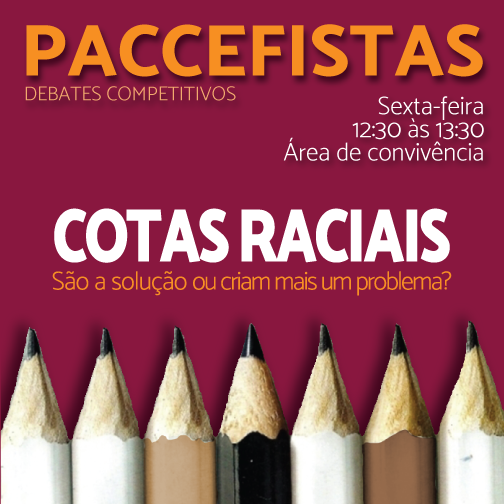 PACCEFISTAS
DEBATES COMPETITIVOS
Sexta-feira
12:30 às 13:30
Área de convivência
COTAS RACIAIS
São a solução ou criam mais um problema?